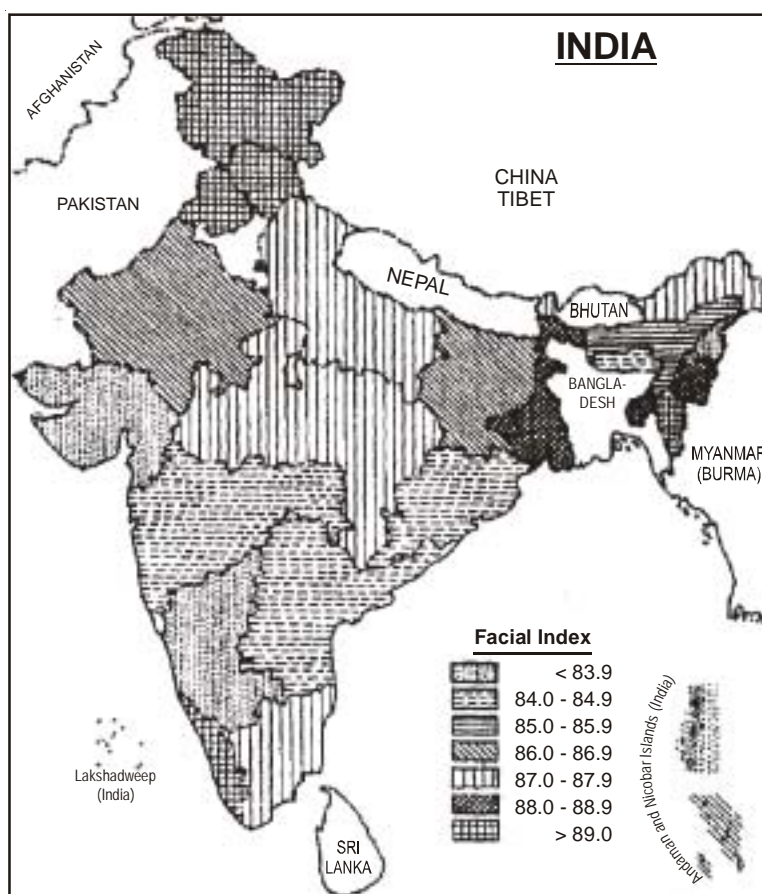 INDIA
AFGHANISTAN
PAKISTAN
CHINA
TIBET
NEPAL
BHUTAN
BANGLA-
DESH
MYANMAR
(BURMA)
Facial Index
< 83.9
84.0 - 84.9
85.0 - 85.9
86.0 - 86.9
87.0 - 87.9
88.0 - 88.9
> 89.0
Andaman and Nicobar Islands (India)
Lakshadweep
(India)
SRI
LANKA